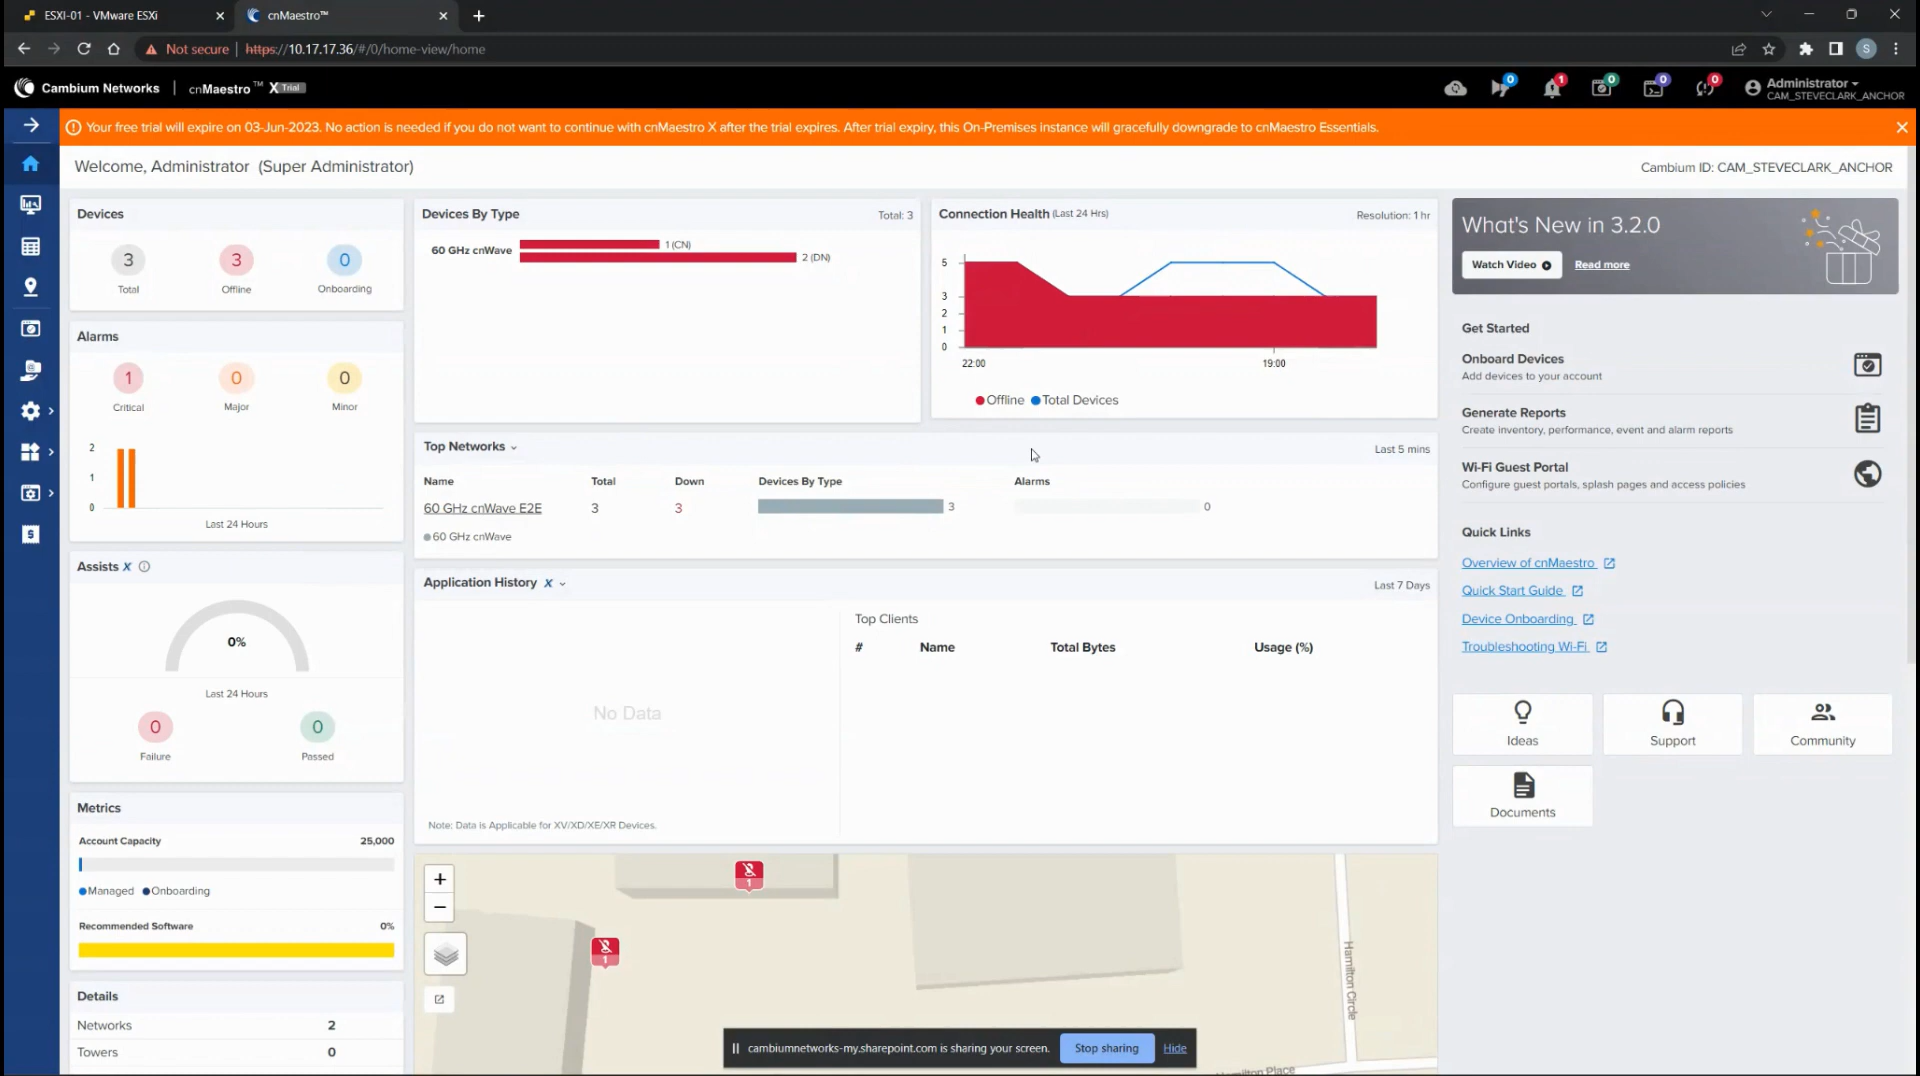 ESXI-01 - VMware ESXi
cnMaestro™
Not secure
https://10.17.17.36/#/0/home-view/home
S
Cambium Networks | cnMaestro™ X Trial
0
1
0
0
0
Administrator
CAM_STEVECLARK_ANCHOR
Your free trial will expire on 03-Jun-2023. No action is needed if you do not want to continue with cnMaestro X after the trial expires. After trial expiry, this On-Premises instance will gracefully downgrade to cnMaestro Essentials.
Welcome, Administrator (Super Administrator)
Cambium ID: CAM_STEVECLARK_ANCHOR
Devices
3
3
0
Total
Offline
Onboarding
Alarms
1
0
0
Critical
Major
Minor
2
1
0
Last 24 Hours
Assists X
0%
Last 24 Hours
0
0
Failure
Passed
Metrics
Account Capacity
25,000
Managed
Onboarding
Recommended Software
0%
Details
Networks 2
Towers 0
Devices By Type
Total: 3
60 GHz cnWave
1 (CN)
2 (DN)
Connection Health (Last 24 Hrs)
Resolution: 1 hr
5
3
2
1
0
22:00
19:00
Offline
Total Devices
Top Networks
Last 5 mins
Name
Total
Down
Devices By Type
Alarms
60 GHz cnWave E2E
3
3
3
0
60 GHz cnWave
Application History X
Last 7 Days
No Data
Note: Data is Applicable for XV/XD/XE/XR Devices.
Top Clients
#
Name
Total Bytes
Usage (%)
+
−
1
1
Hamilton Circle
Hamilton Place
What's New in 3.2.0
Watch Video
Read more
Get Started
Onboard Devices
Add devices to your account
Generate Reports
Create inventory, performance, event and alarm reports
Wi-Fi Guest Portal
Configure guest portals, splash pages and access policies
Quick Links
Overview of cnMaestro
Quick Start Guide
Device Onboarding
Troubleshooting Wi-Fi
Ideas
Support
Community
Documents
cambiumnetworks-my.sharepoint.com is sharing your screen.
Stop sharing
Hide